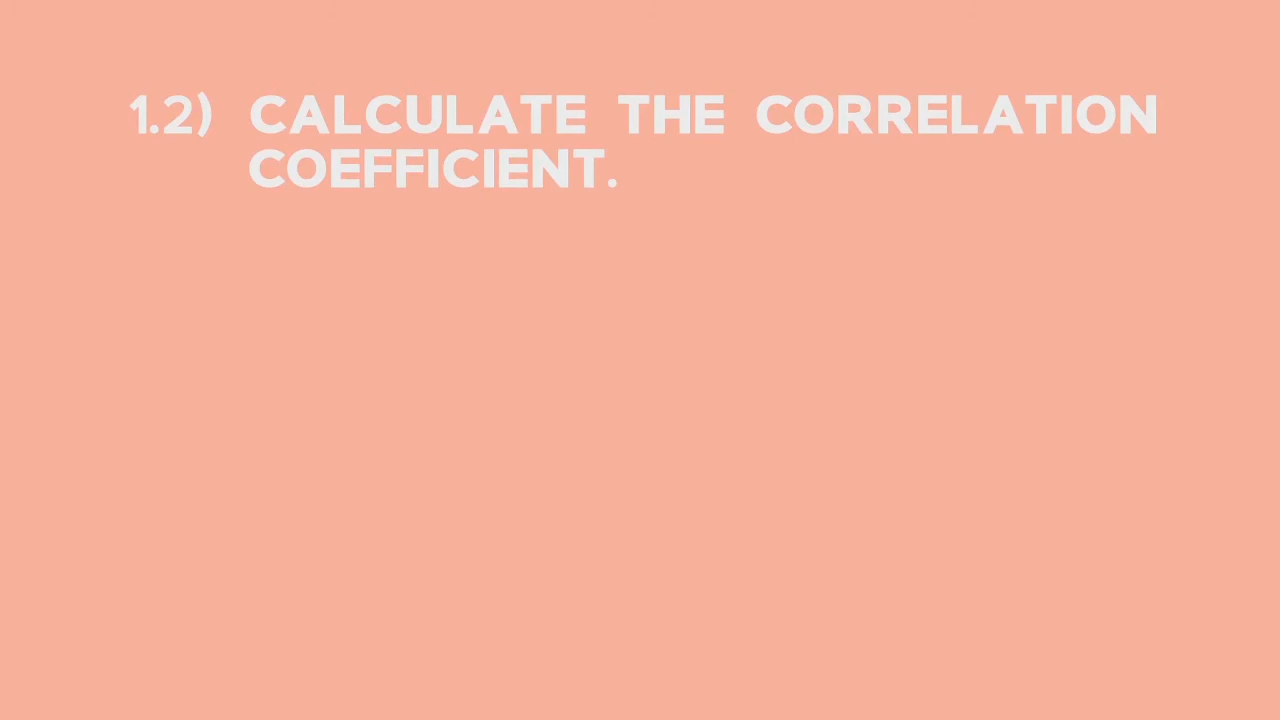 1.2) CALCULATE THE CORRELATION
COEFFICIENT.